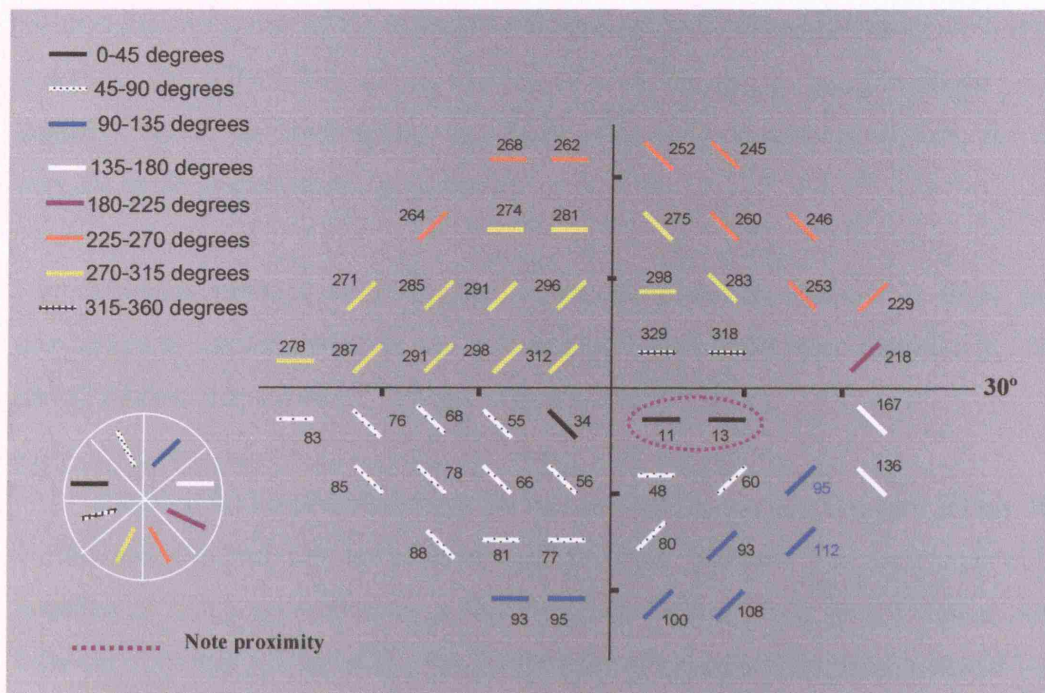 0-45 degrees
45-90 degrees
90-135 degrees
135-180 degrees
180-225 degrees
225-270 degrees
270-315 degrees
315-360 degrees
268 262 252 245
264 274 281 275 260 246
271 285 291 296 298 283 253 229
278 287 291 298 312 329 318 218
30º
83 76 68 55 34 11 13 167
85 78 66 56 48 60 95 136
88 81 77 80 93 112
93 95 100 108
Note proximity